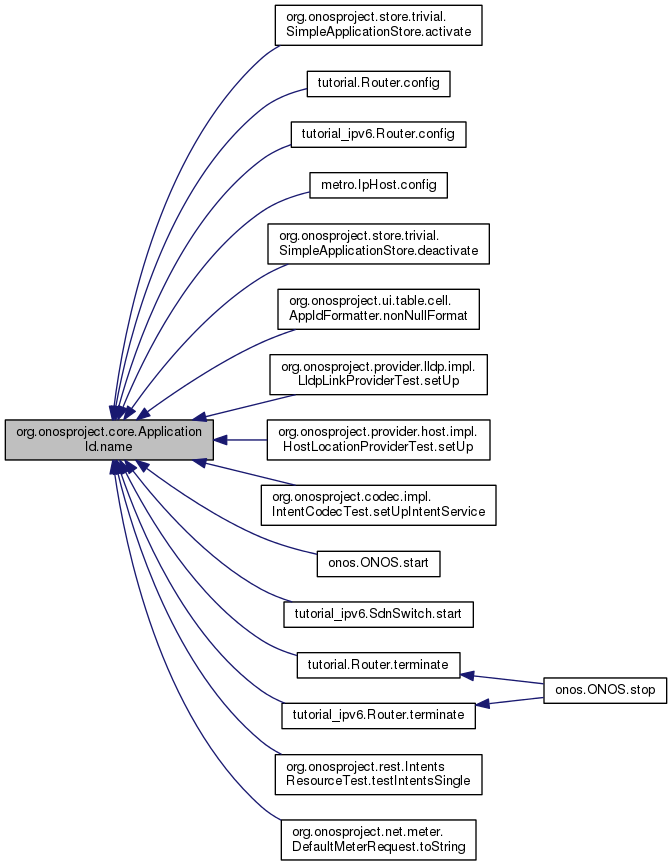 org.onosproject.store.trivial.
SimpleApplicationStore.activate
tutorial.Router.config
tutorial_ipv6.Router.config
metro.IpHost.config
org.onosproject.store.trivial.
SimpleApplicationStore.deactivate
org.onosproject.ui.table.cell.
AppIdFormatter.nonNullFormat
org.onosproject.provider.lldp.impl.
LldpLinkProviderTest.setUp
org.onosproject.core.Application
Id.name
org.onosproject.provider.host.impl.
HostLocationProviderTest.setUp
org.onosproject.codec.impl.
IntentCodecTest.setUpIntentService
onos.ONOS.start
tutorial_ipv6.SdnSwitch.start
tutorial.Router.terminate
onos.ONOS.stop
tutorial_ipv6.Router.terminate
org.onosproject.rest.Intents
ResourceTest.testIntentsSingle
org.onosproject.net.meter.
DefaultMeterRequest.toString